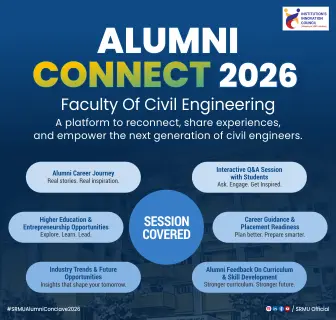 INSTITUTION'S
INNOVATION
COUNCIL
ALUMNI
CONNECT 2026
Faculty Of Civil Engineering
A platform to reconnect, share experiences,
and empower the next generation of civil engineers.
Alumni Career Journey
Real stories. Real inspiration.
Interactive Q&A Session
with Students
Ask. Engage. Get Inspired.
Higher Education &
Entrepreneurship Opportunities
Explore. Learn. Lead.
SESSION
COVERED
Career Guidance &
Placement Readiness
Plan better. Prepare smarter.
Industry Trends & Future
Opportunities
Insights that shape your tomorrow.
Alumni Feedback On Curriculum
& Skill Development
Stronger curriculum. Stronger future.
#SRMUAlumniConclave2026
/ SRMU Official